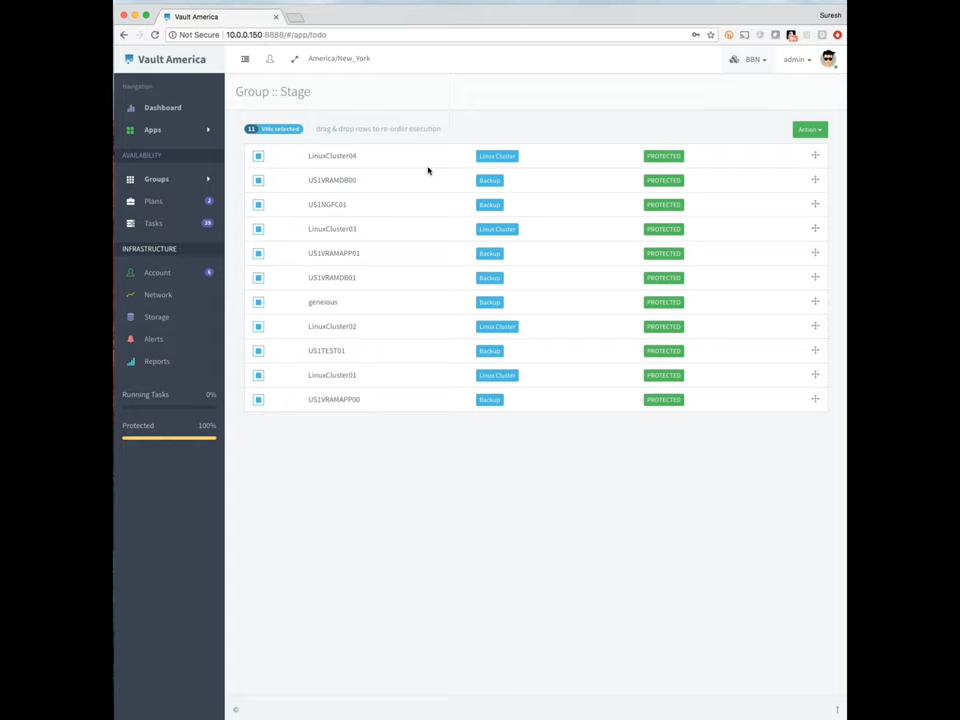 Vault America
Suresh
Not Secure 10.0.0.150:8888/#/app/todo
Vault America
America/New_York
BBN
admin
Navigation
Dashboard
Apps
AVAILABILITY
Groups
Plans 2
Tasks 39
INFRASTRUCTURE
Account 6
Network
Storage
Alerts
Reports
Running Tasks 0%
Protected 100%
Group :: Stage
11 VMs selected drag & drop rows to re-order execution Action
LinuxCluster04 Linux Cluster PROTECTED
US1VRAMDB00 Backup PROTECTED
US1NGFC01 Backup PROTECTED
LinuxCluster03 Linux Cluster PROTECTED
US1VRAMAPP01 Backup PROTECTED
US1VRAMDB01 Backup PROTECTED
geneious Backup PROTECTED
LinuxCluster02 Linux Cluster PROTECTED
US1TEST01 Backup PROTECTED
LinuxCluster01 Linux Cluster PROTECTED
US1VRAMAPP00 Backup PROTECTED
©